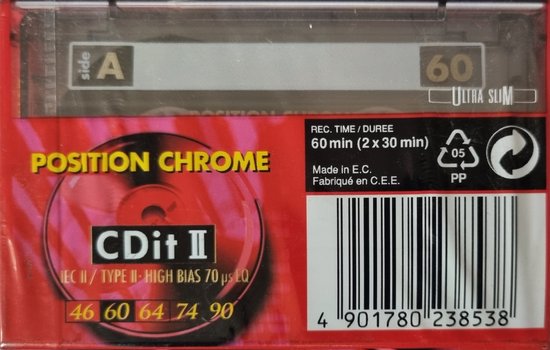 side A
60
ULTRA SLIM
POSITION CHROME
REC. TIME / DUREE
60 min (2 x 30 min)
Made in E.C.
Fabriqué en C.E.E.
05
PP
POSITION CHROME
CDit II
IEC II / TYPE II · HIGH BIAS 70 µs EQ
46 60 64 74 90
4 901780 238538